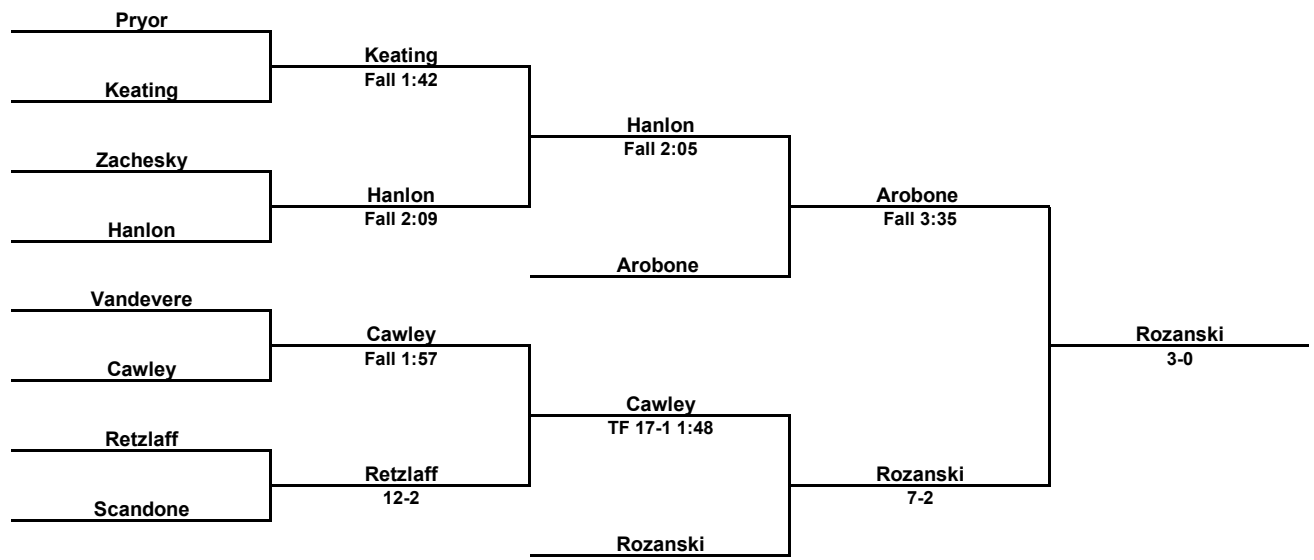 Pryor
Keating
Fall 1:42
Keating
Hanlon
Fall 2:05
Zachesky
Hanlon
Fall 2:09
Arobone
Fall 3:35
Hanlon
Arobone
Vandevere
Cawley
Fall 1:57
Rozanski
3-0
Cawley
Cawley
TF 17-1 1:48
Retzlaff
Retzlaff
12-2
Rozanski
7-2
Scandone
Rozanski